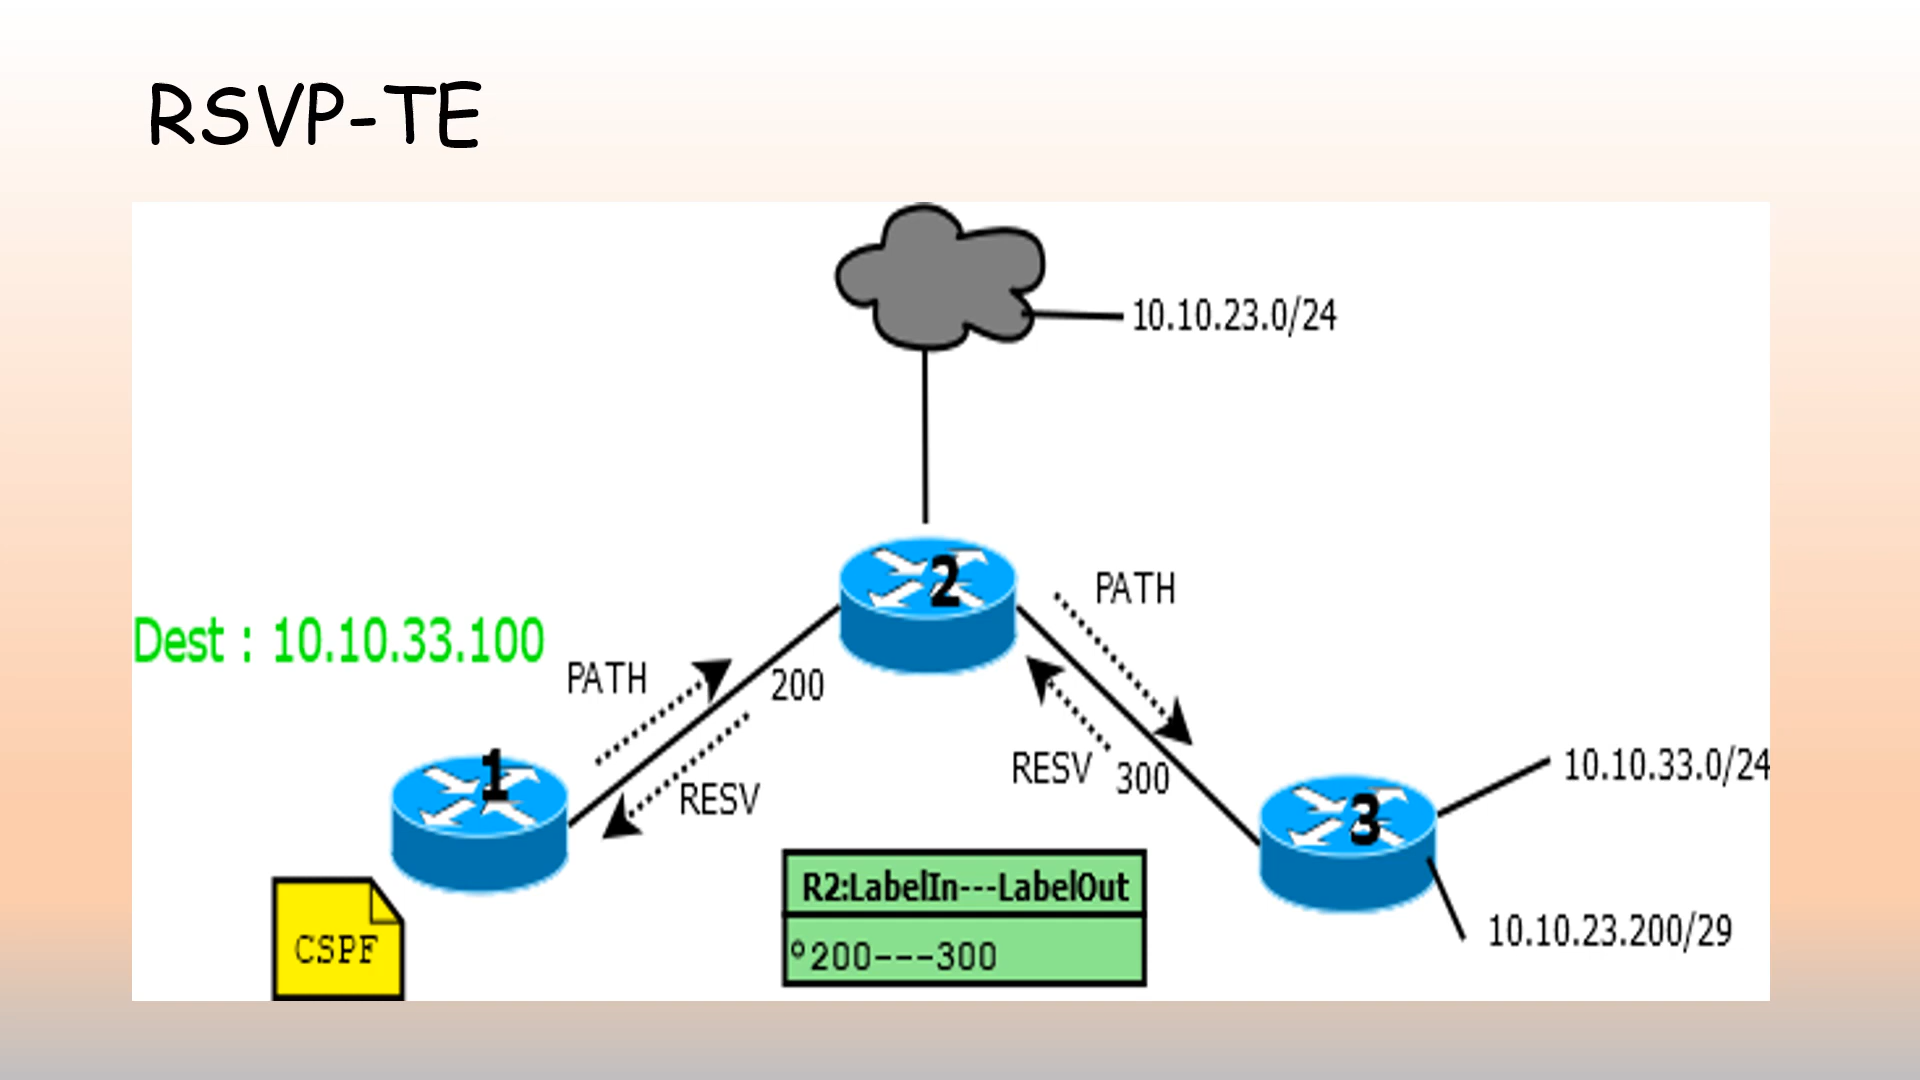 RSVP-TE
10.10.23.0/24
2
PATH
Dest : 10.10.33.100
PATH
200
1
RESV
RESV
300
10.10.33.0/24
3
10.10.23.200/29
R2:LabelIn---LabelOut
°200---300
CSPF